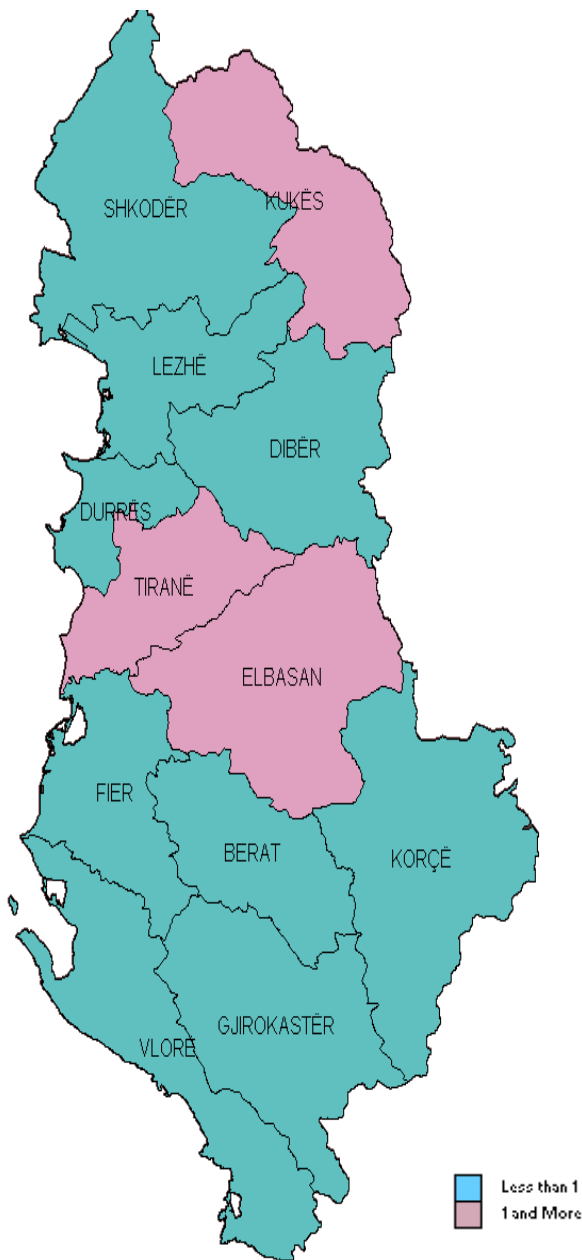 SHKODËR
KUKËS
LEZHË
DIBËR
DURRËS
TIRANË
ELBASAN
FIER
BERAT
KORÇË
GJIROKASTËR
VLORË
Less than 1
1 and More